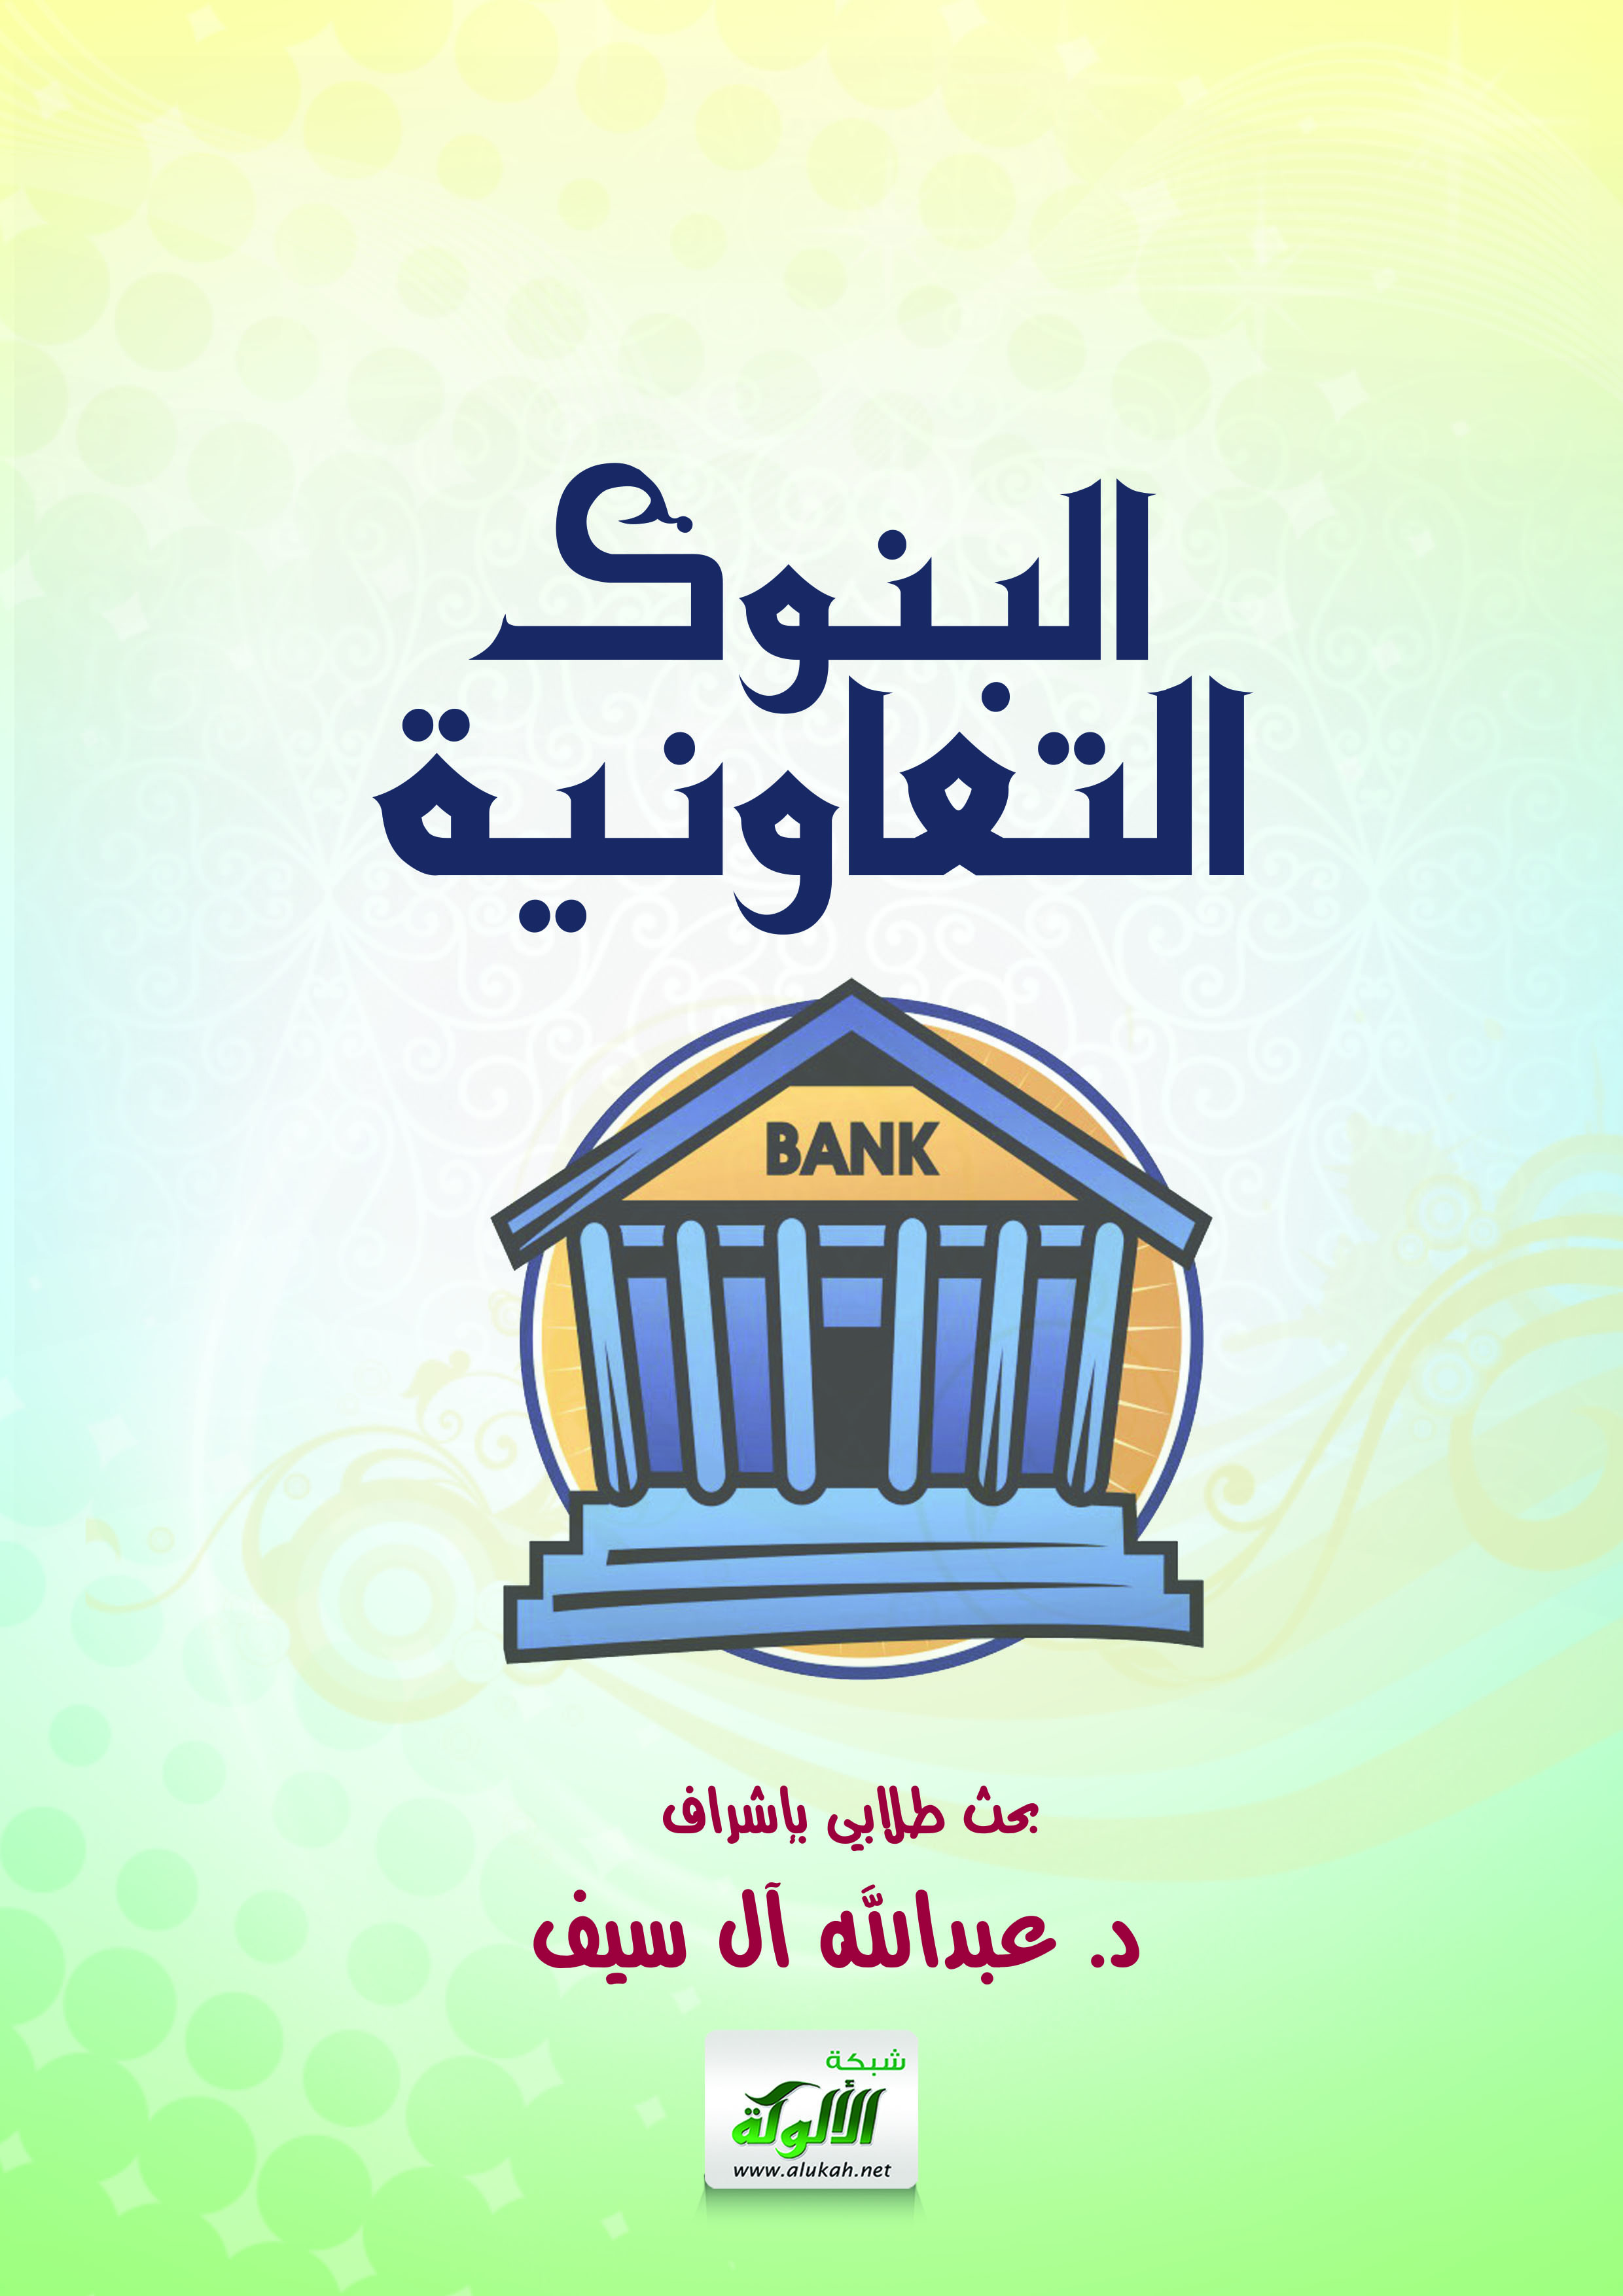 البنوك
التعاونية
BANK
بحث طلابي بإشراف
د. عبدالله آل سيف
شبكة
الألوكة
www.alukah.net